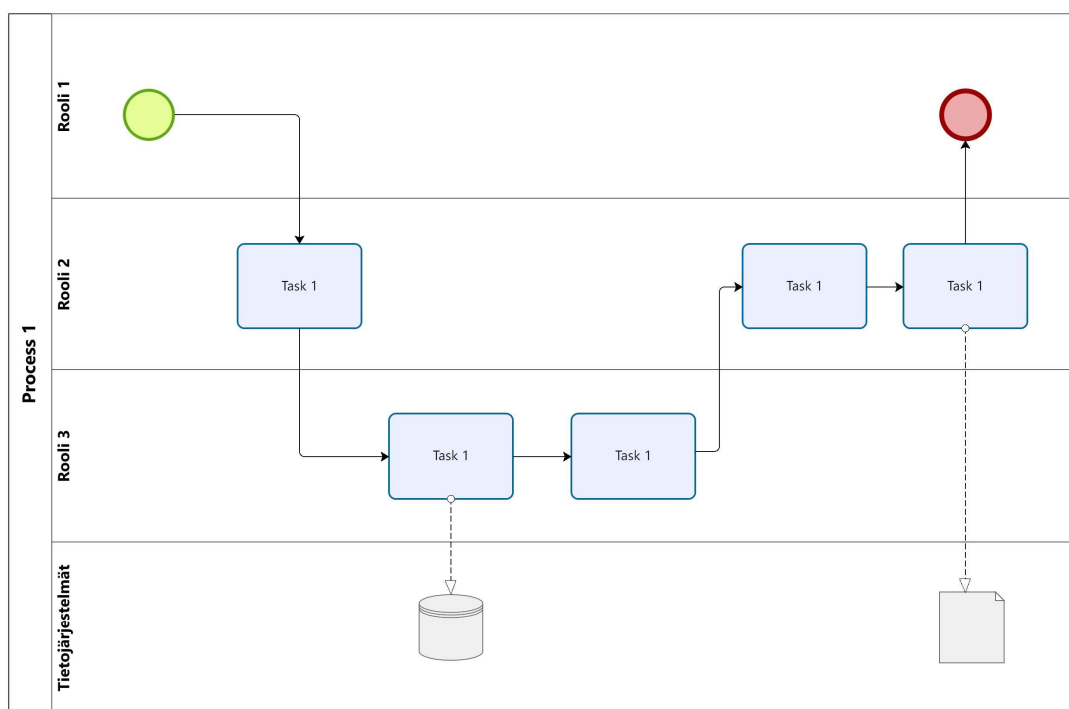 Process 1
Rooli 1
Rooli 2
Task 1
Task 1
Task 1
Rooli 3
Task 1
Task 1
Tietojärjestelmät